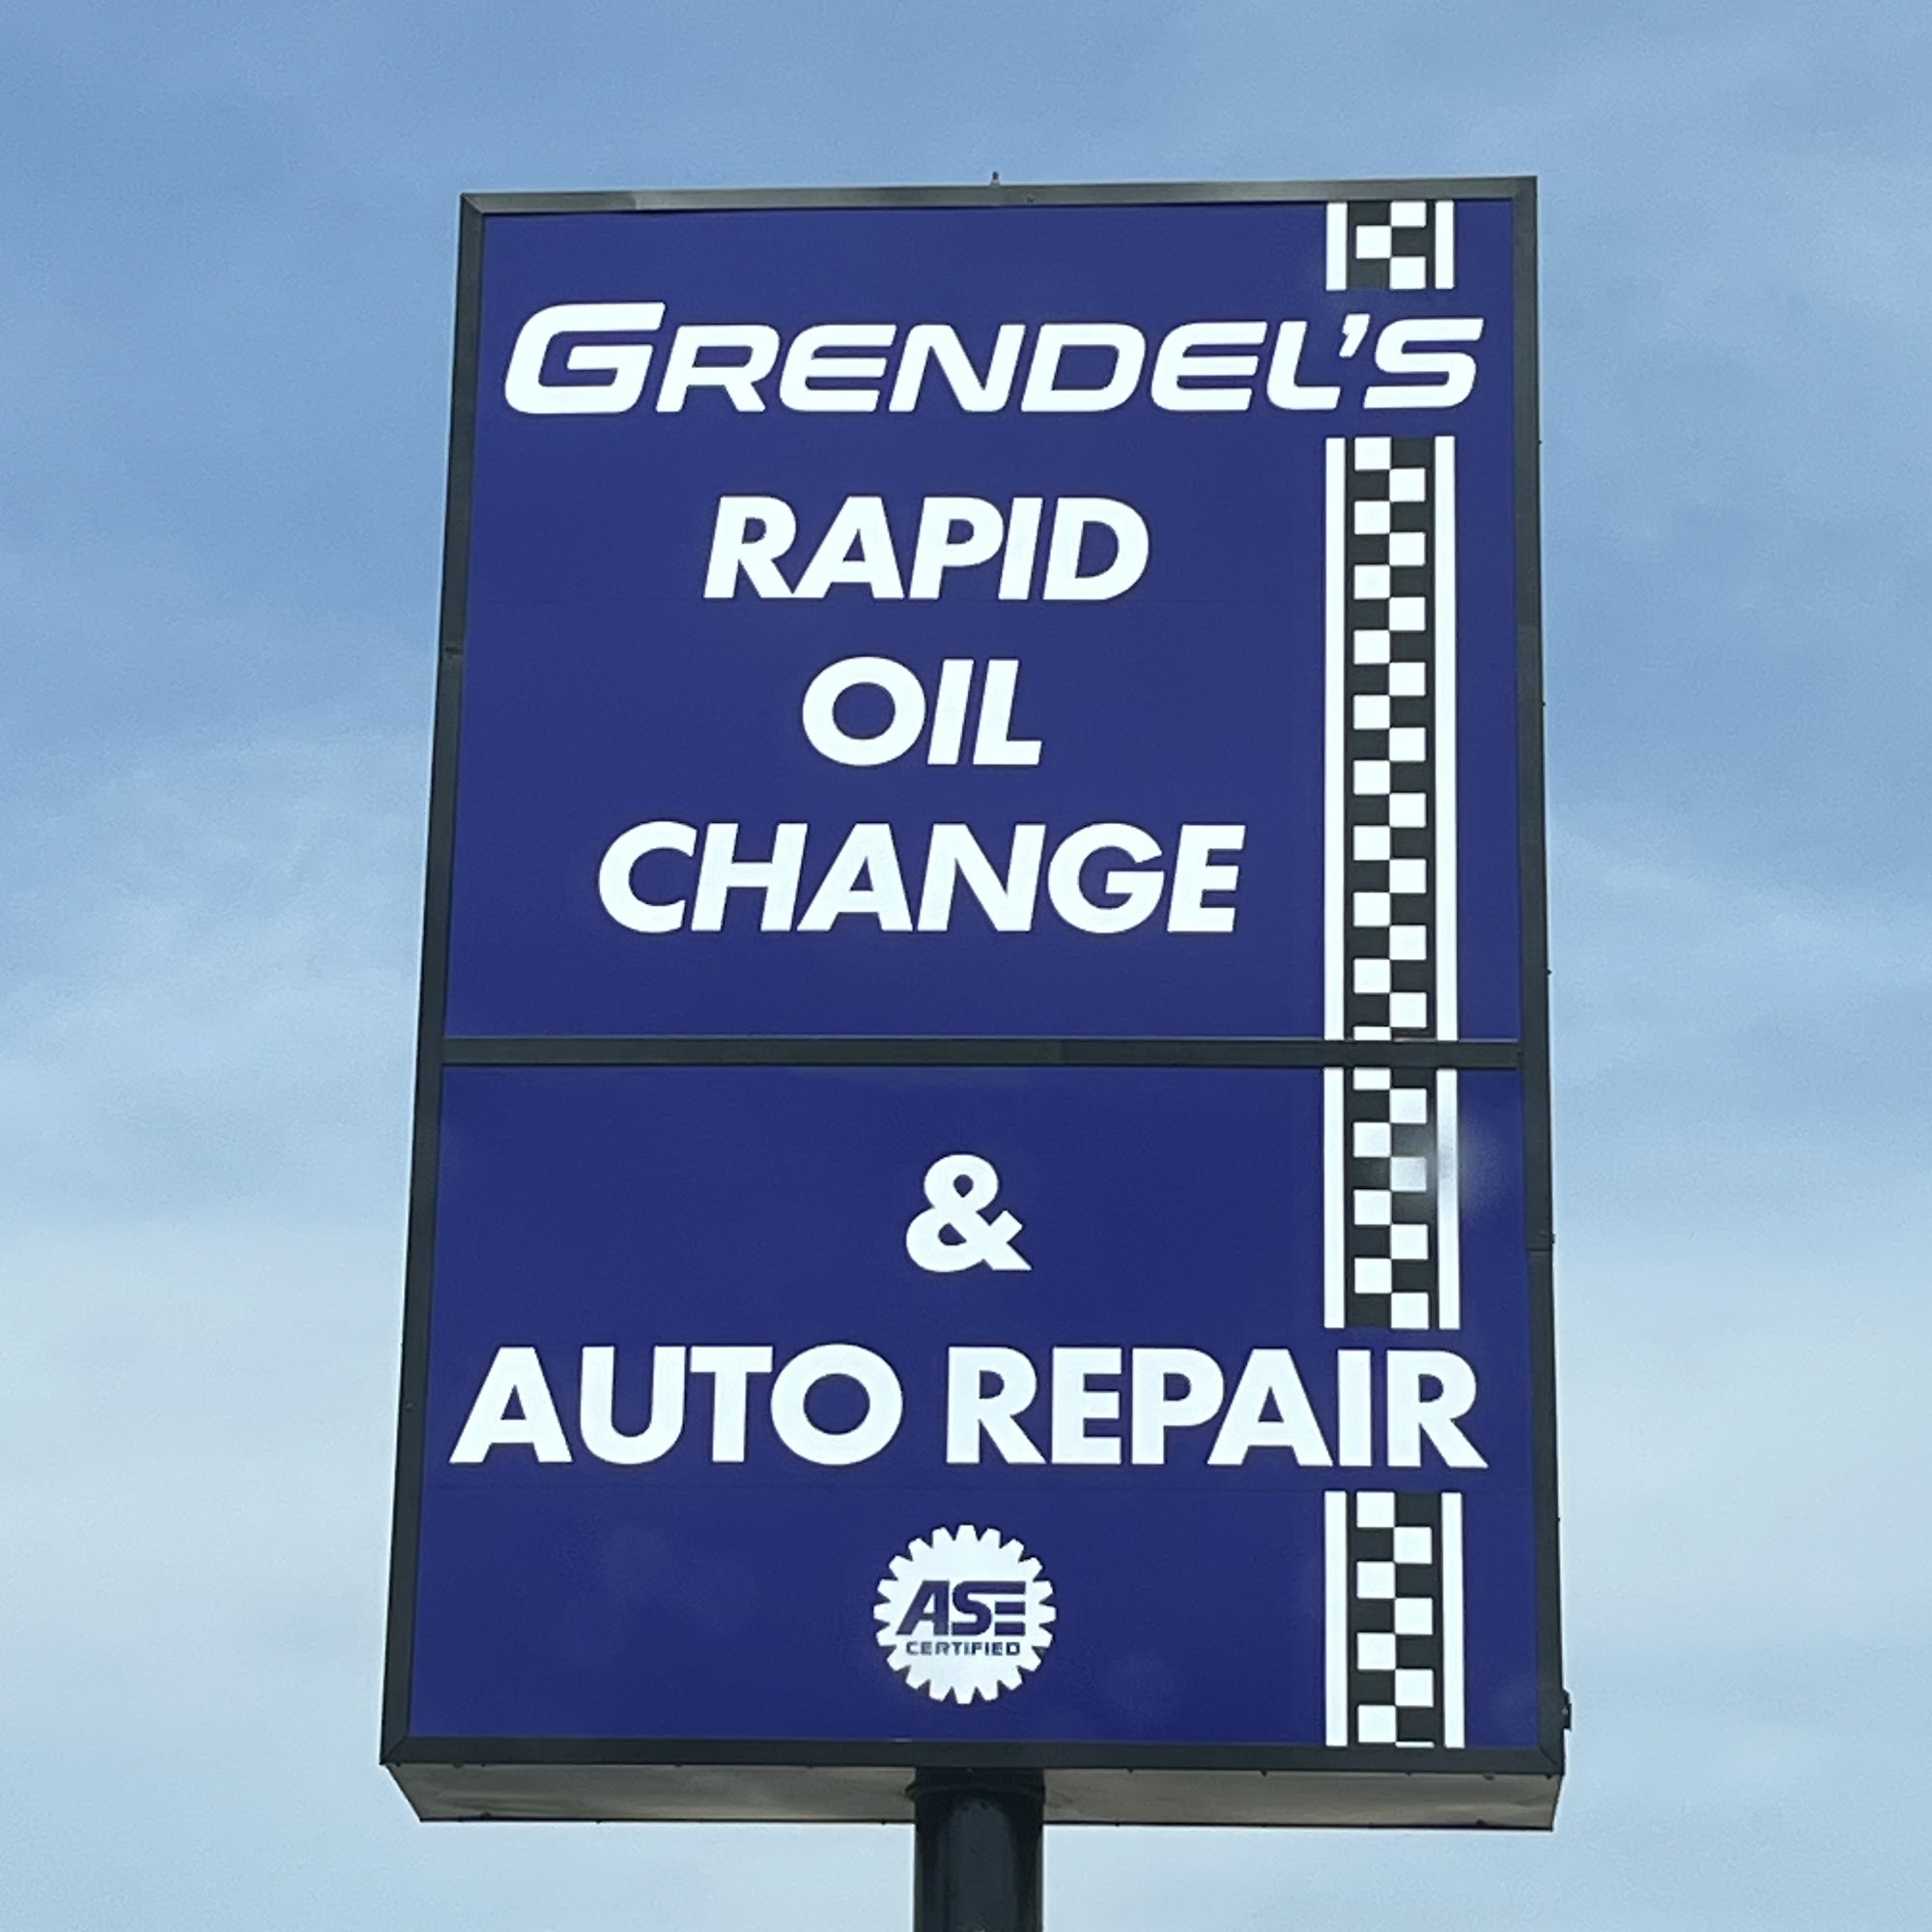 GRENDEL'S
RAPID
OIL
CHANGE
&
AUTO REPAIR
ASE
CERTIFIED